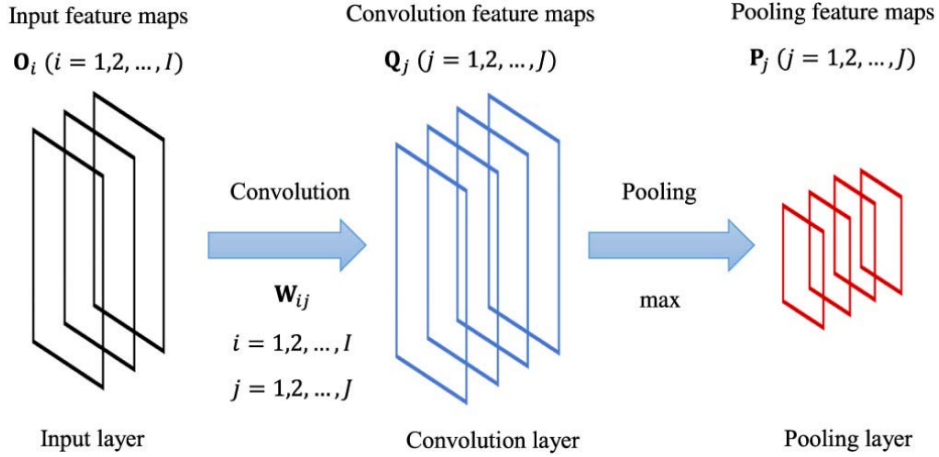 Input feature maps
O_i (i = 1,2, ..., I)
Convolution feature maps
Q_j (j = 1,2, ..., J)
Pooling feature maps
P_j (j = 1,2, ..., J)
Convolution
W_ij
i = 1,2, ..., I
j = 1,2, ..., J
Pooling
max
Input layer
Convolution layer
Pooling layer